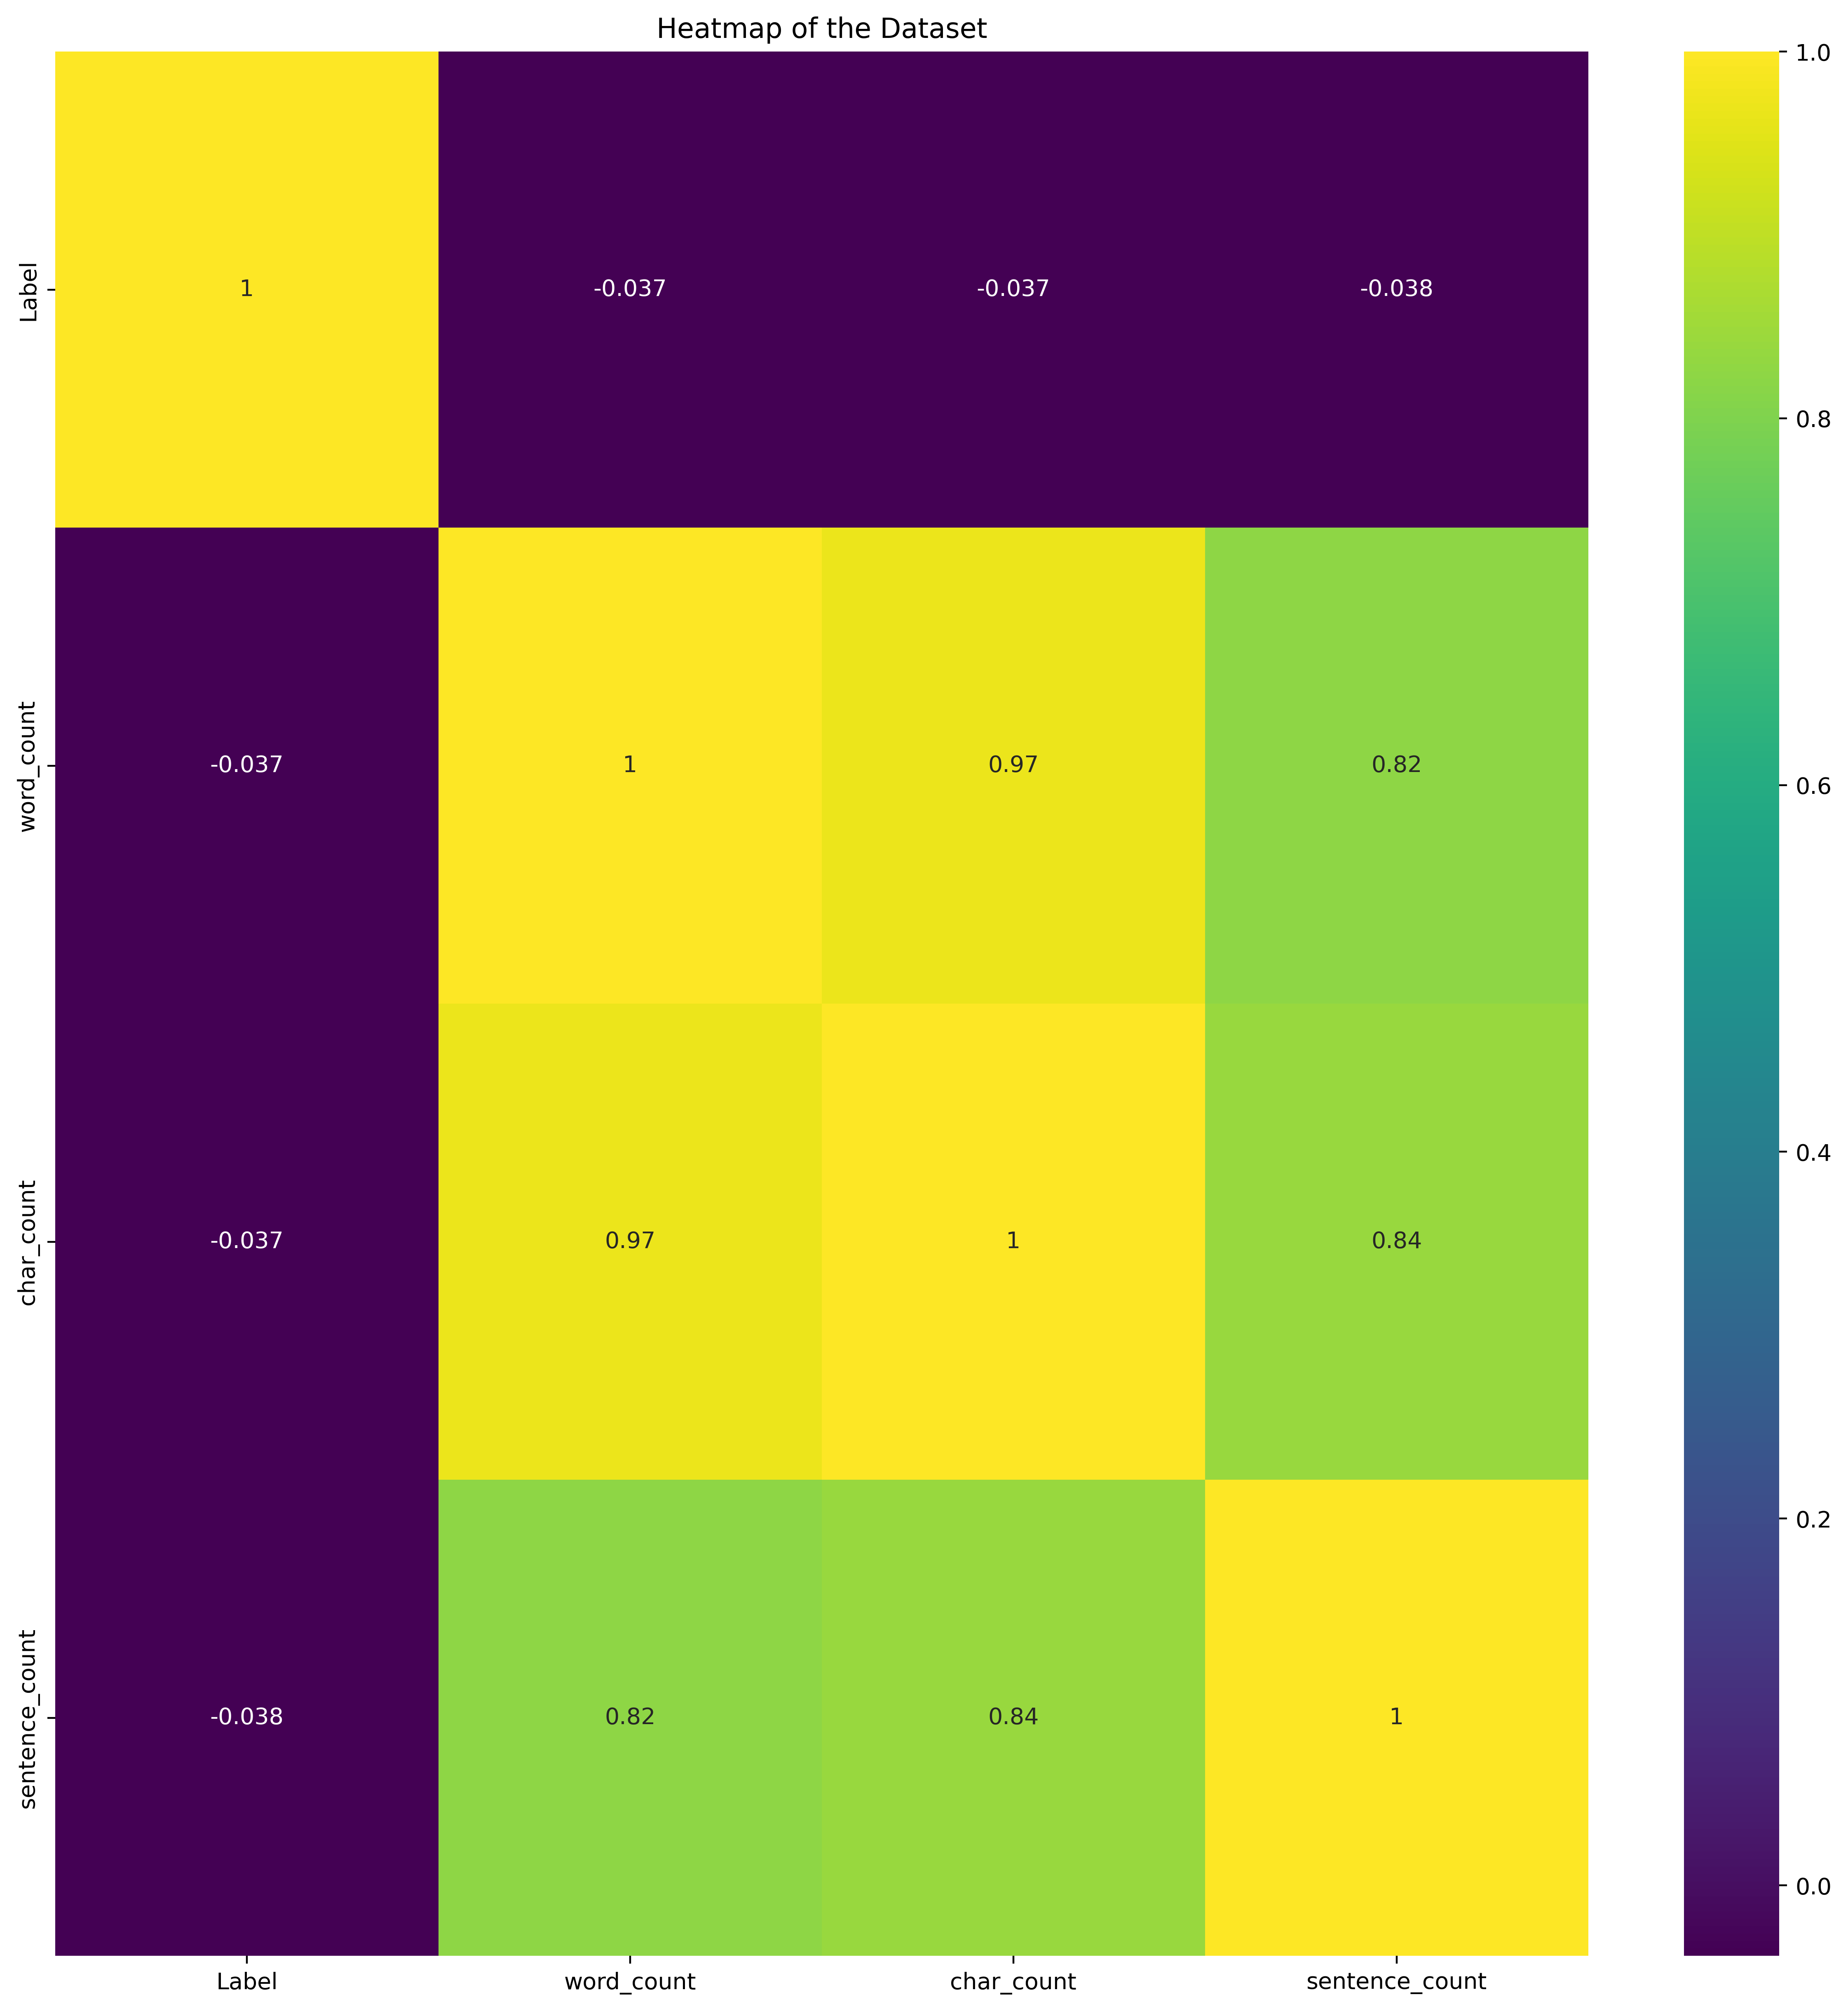 Heatmap of the Dataset
Label
1
-0.037
-0.037
-0.038
word_count
-0.037
1
0.97
0.82
char_count
-0.037
0.97
1
0.84
sentence_count
-0.038
0.82
0.84
1
Label
word_count
char_count
sentence_count
1.0
0.8
0.6
0.4
0.2
0.0